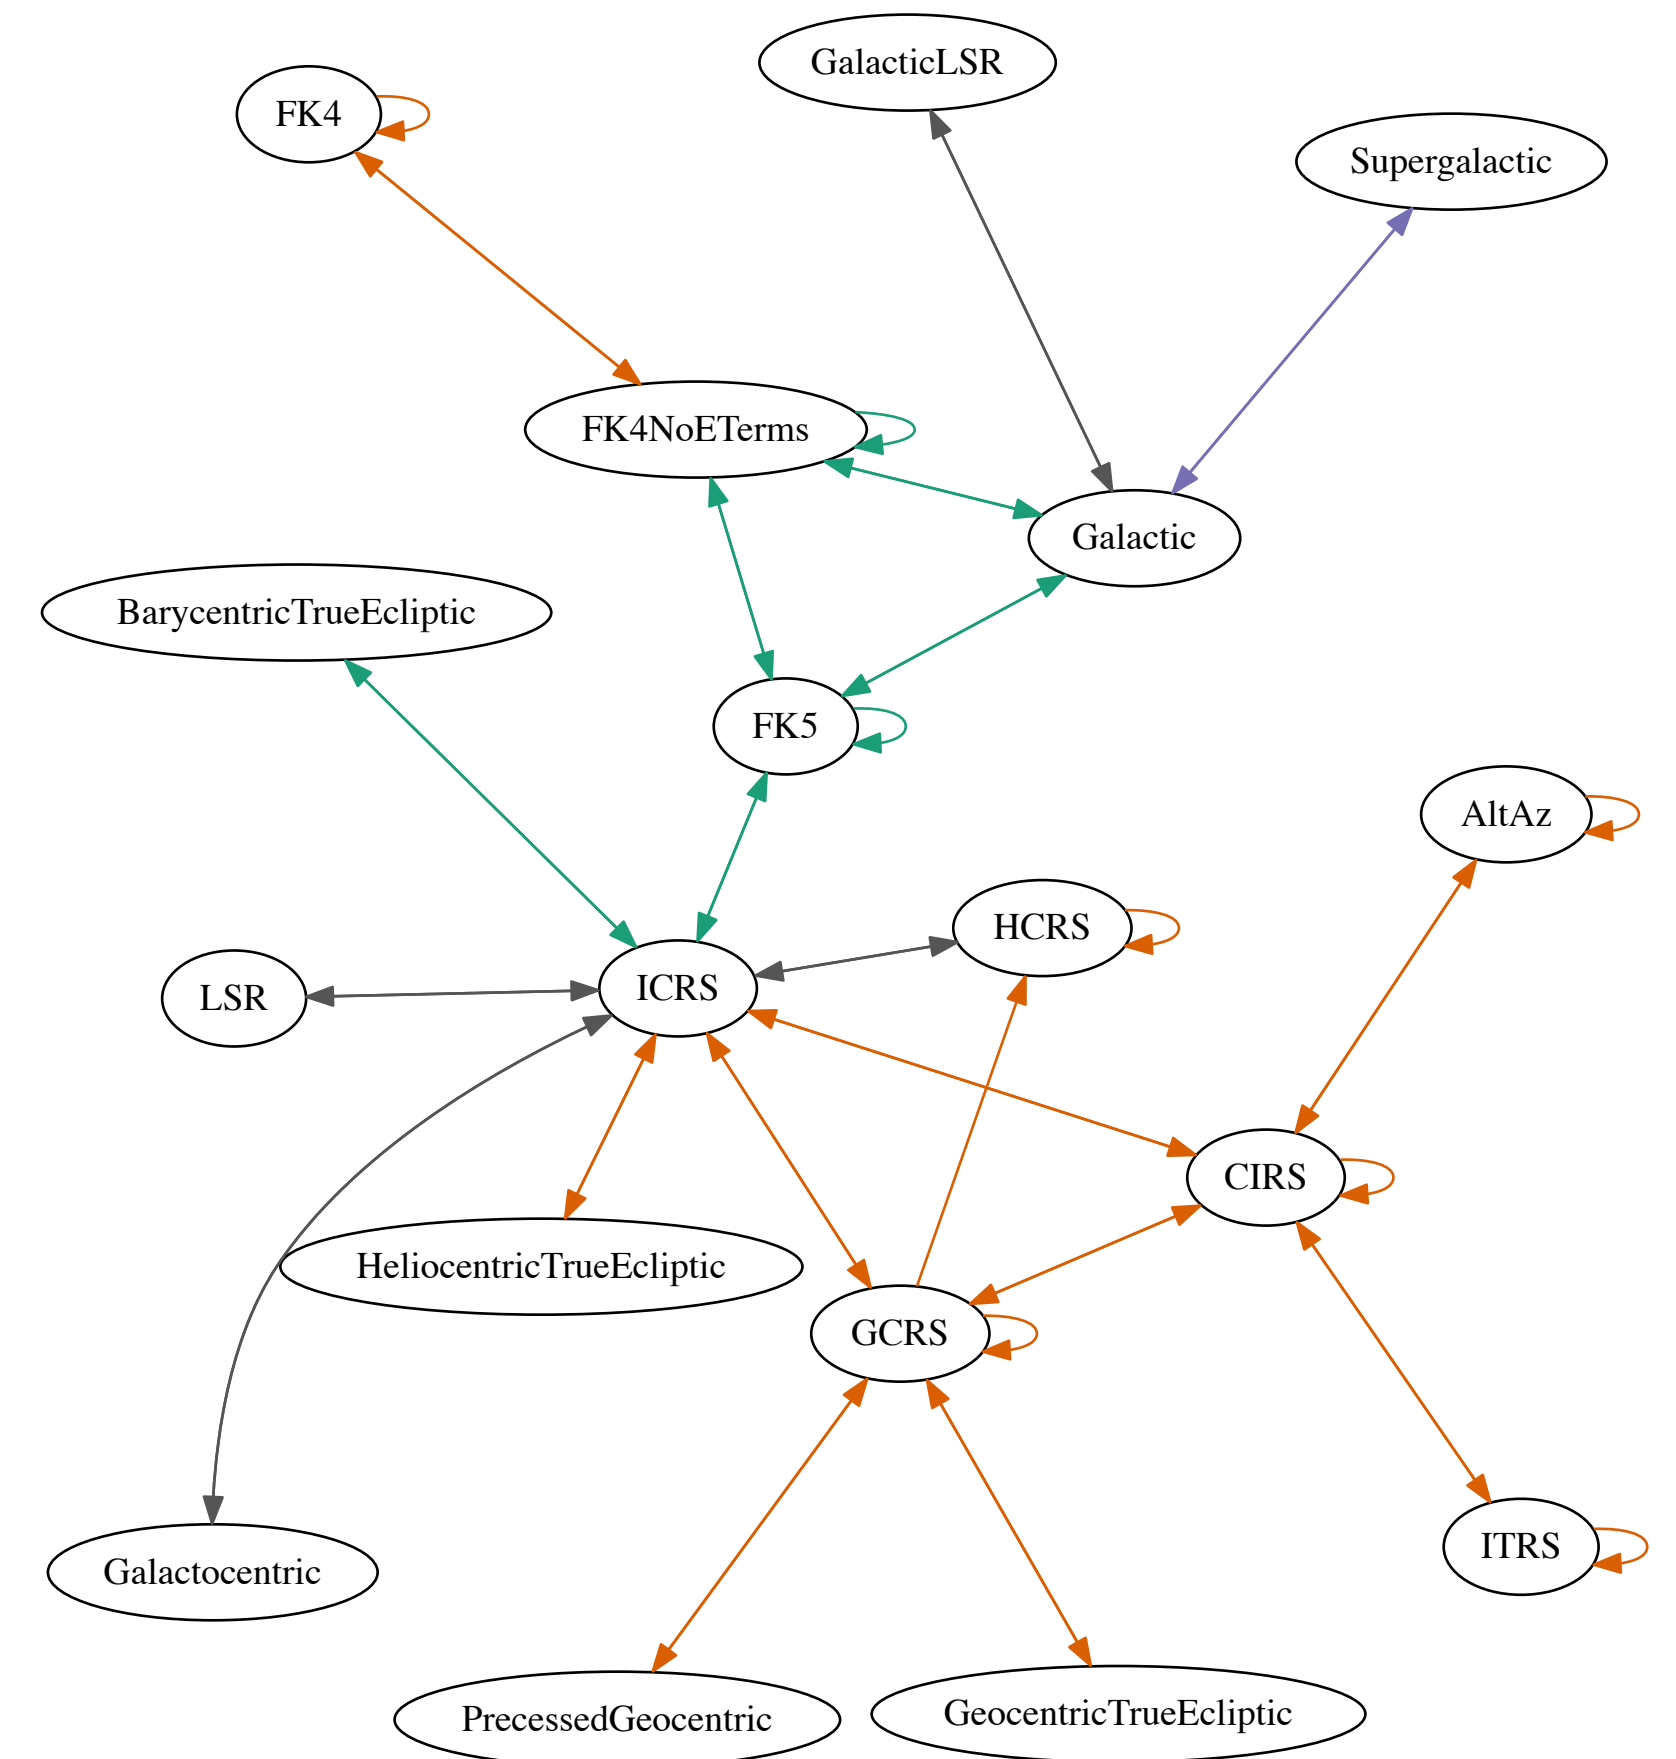 GalacticLSR
FK4
Supergalactic
FK4NoETerms
Galactic
BarycentricTrueEcliptic
FK5
AltAz
HCRS
ICRS
LSR
CIRS
HeliocentricTrueEcliptic
GCRS
ITRS
Galactocentric
GeocentricTrueEcliptic
PrecessedGeocentric